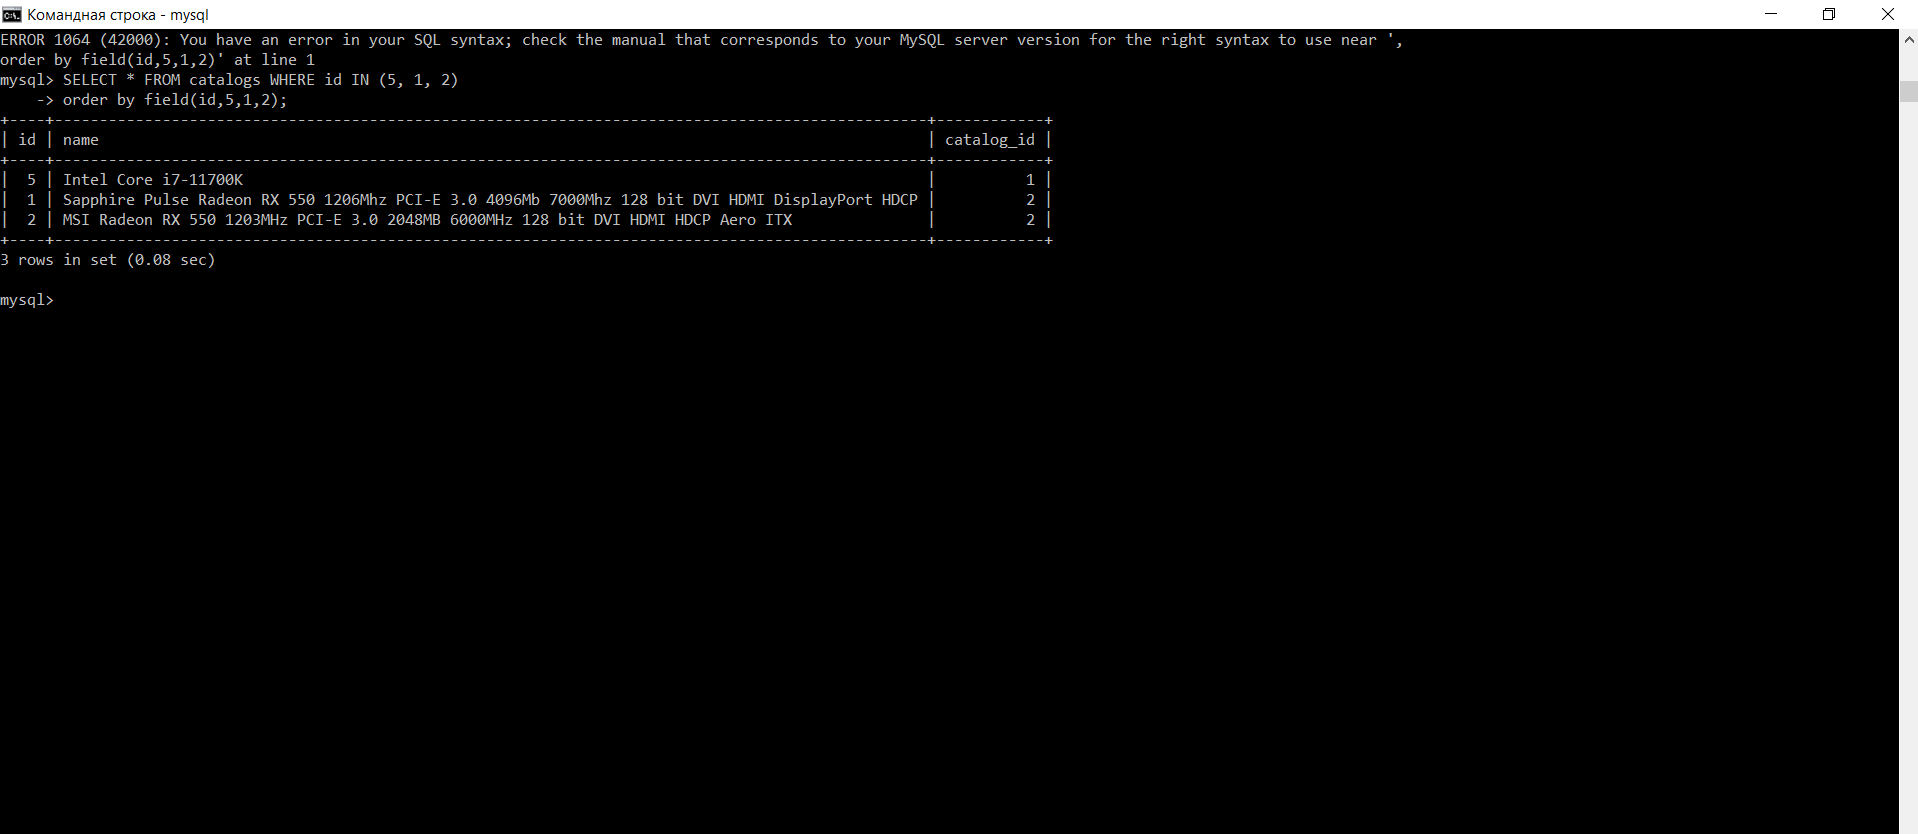 Командная строка - mysql
ERROR 1064 (42000): You have an error in your SQL syntax; check the manual that corresponds to your MySQL server version for the right syntax to use near ',
order by field(id,5,1,2)' at line 1
mysql> SELECT * FROM catalogs WHERE id IN (5, 1, 2)
    -> order by field(id,5,1,2);
+----+-------------------------------------------------------------------------------------------------+------------+
| id | name                                                                                            | catalog_id |
+----+-------------------------------------------------------------------------------------------------+------------+
|  5 | Intel Core i7-11700K                                                                            |          1 |
|  1 | Sapphire Pulse Radeon RX 550 1206Mhz PCI-E 3.0 4096Mb 7000Mhz 128 bit DVI HDMI DisplayPort HDCP |          2 |
|  2 | MSI Radeon RX 550 1203MHz PCI-E 3.0 2048MB 6000MHz 128 bit DVI HDMI HDCP Aero ITX               |          2 |
+----+-------------------------------------------------------------------------------------------------+------------+
3 rows in set (0.08 sec)
mysql>